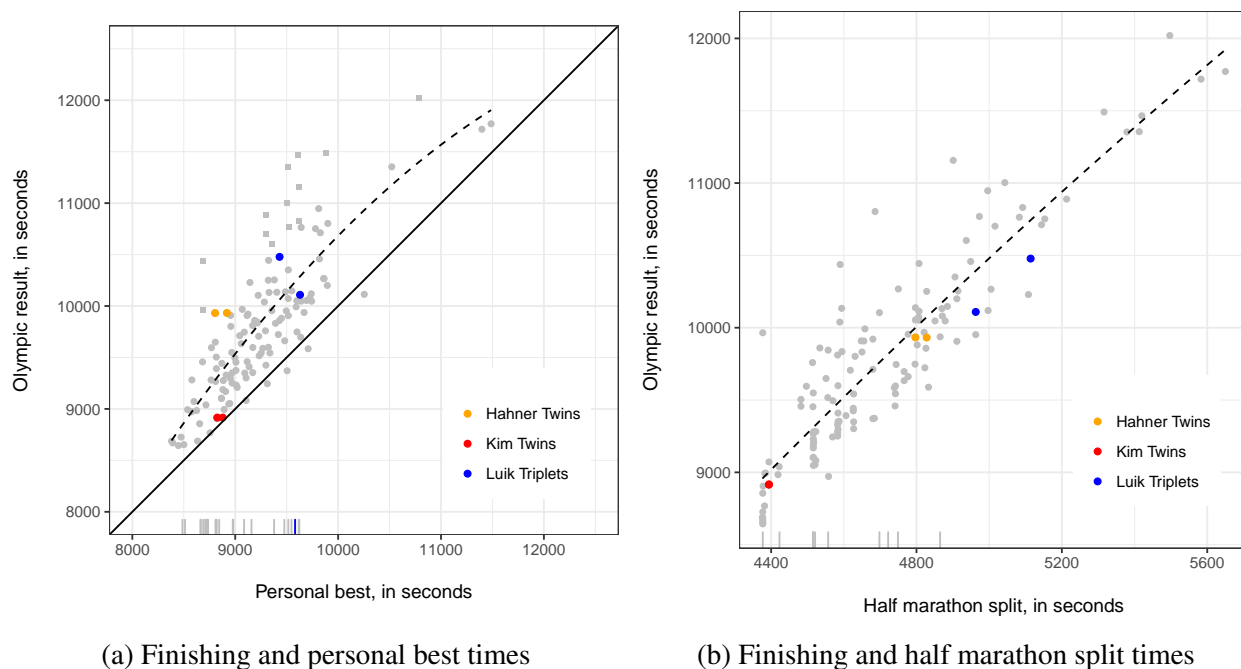 12000
11000
10000
9000
8000
8000 9000 10000 11000 12000
Olympic result, in seconds
Personal best, in seconds
Hahner Twins
Kim Twins
Luik Triplets
(a) Finishing and personal best times
12000
11000
10000
9000
4400 4800 5200 5600
Olympic result, in seconds
Half marathon split, in seconds
Hahner Twins
Kim Twins
Luik Triplets
(b) Finishing and half marathon split times